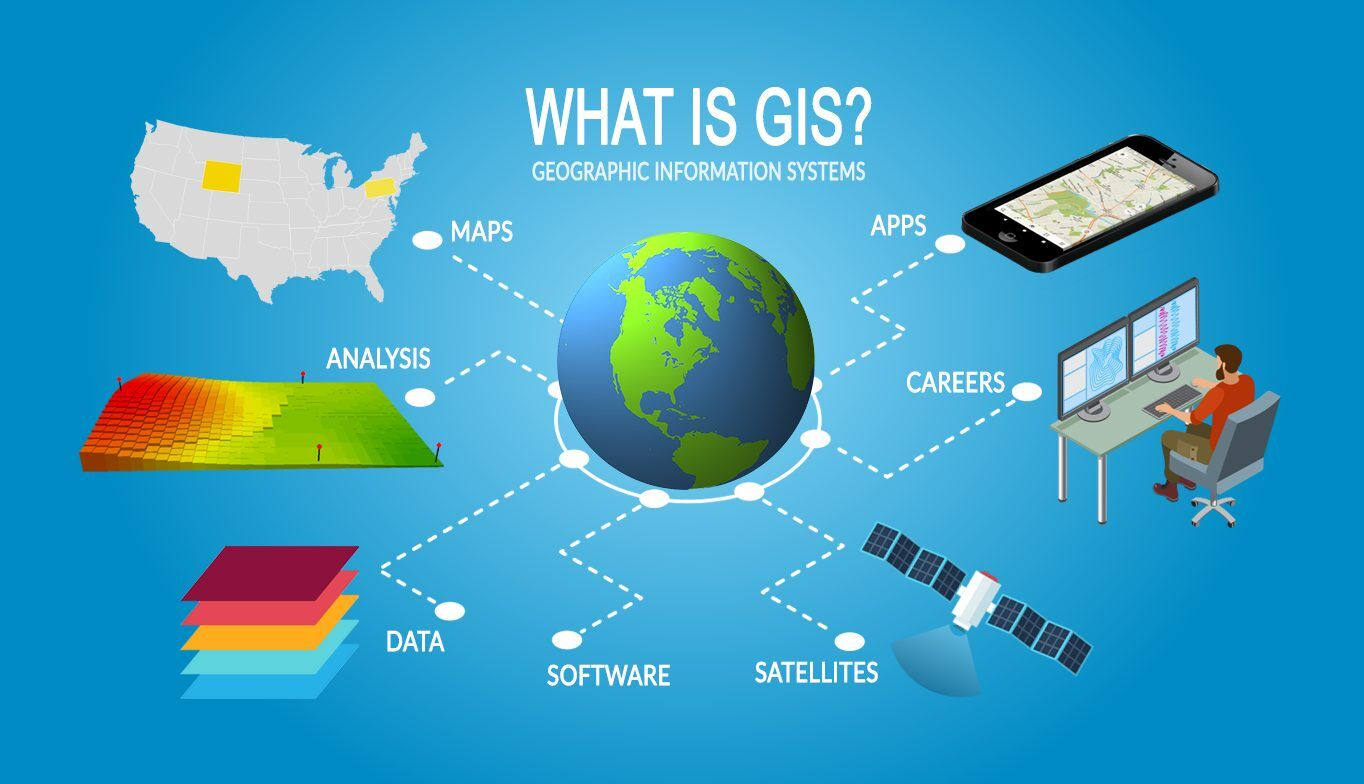 WHAT IS GIS?
GEOGRAPHIC INFORMATION SYSTEMS
MAPS
APPS
ANALYSIS
CAREERS
DATA
SOFTWARE
SATELLITES